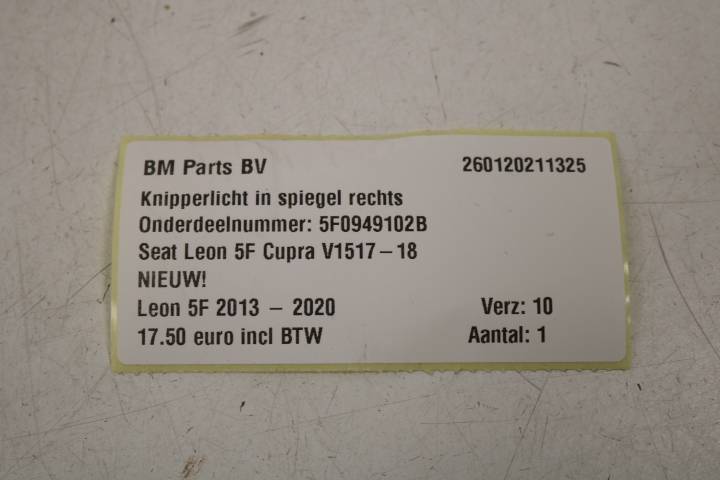 BM Parts BV 260120211325
Knipperlicht in spiegel rechts
Onderdeelnummer: 5F0949102B
Seat Leon 5F Cupra V1517 – 18
NIEUW!
Leon 5F 2013 – 2020 Verz: 10
17.50 euro incl BTW Aantal: 1